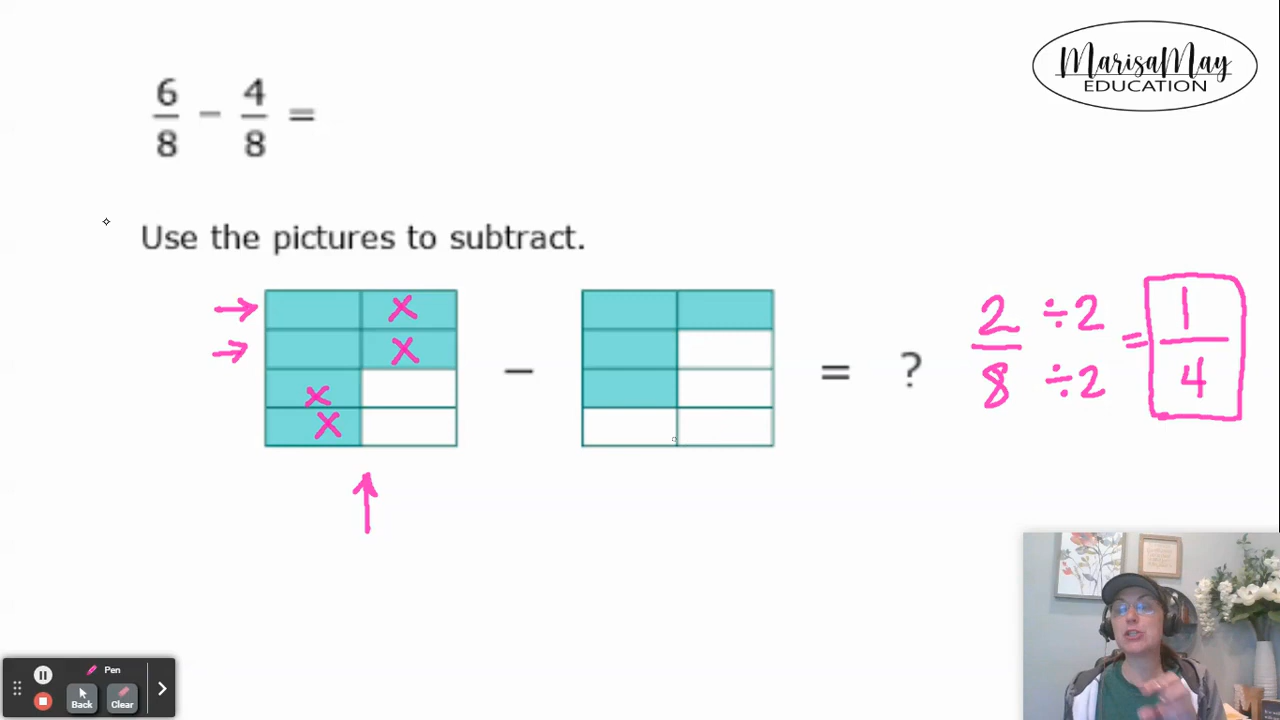 MarisaMay
EDUCATION
6/8 - 4/8 =
Use the pictures to subtract.
x
x
x
x
- = ?
2/8 ÷2/÷2 = 1/4
Pen
Back
Clear